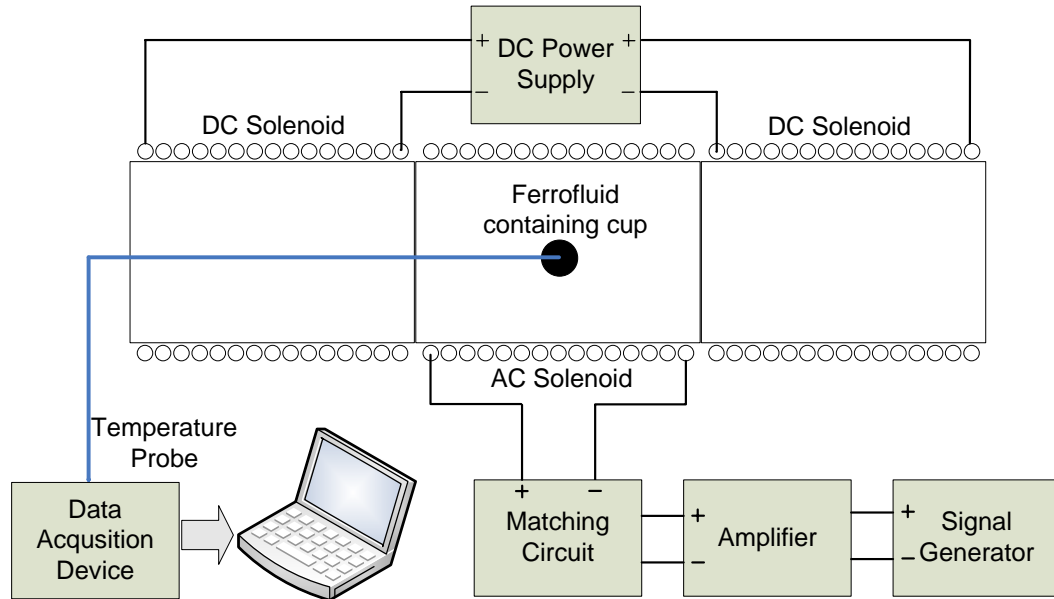 DC Power
Supply
+
+
−
−
DC Solenoid
DC Solenoid
Ferrofluid
containing cup
AC Solenoid
Temperature
Probe
Data
Acqusition
Device
+
−
Matching
Circuit
+
−
Amplifier
+
−
Signal
Generator